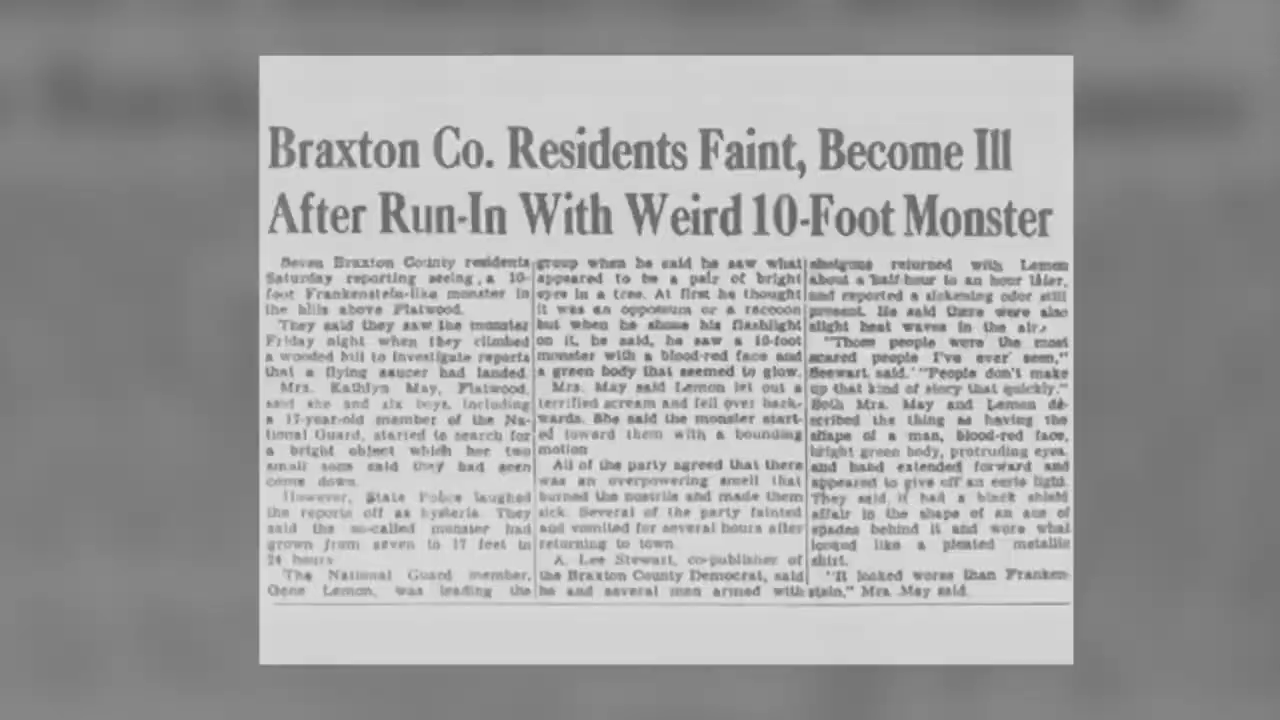 Braxton Co. Residents Faint, Become Ill
After Run-In With Weird 10-Foot Monster
Seven Braxton County residents
Saturday reporting seeing a 10-
foot Frankenstein-like monster in
the hills above Flatwood.
They said they saw the monster
Friday night when they climbed
a wooded hill to investigate reports
that a flying saucer had landed.
Mrs. Kathlyn May, Flatwood,
said she and six boys, including
a 17-year-old member of the Na-
tional Guard, started to search for
a bright object which her two
small sons said they had seen
come down.
However, State Police laughed
the reports off as hysteria. They
said the so-called monster had
grown from seven to 17 feet in
24 hours
The National Guard member,
Gene Lemon, was leading the
group when he said he saw what
appeared to be a pair of bright
eyes in a tree. At first he thought
it was an opossum or a racoon
but when he shone his flashlight
on it, he said, he saw a 10-foot
monster with a blood-red face and
a green body that seemed to glow.
Mrs. May said Lemon let out a
terrified scream and fell over back-
wards. She said the monster start-
ed toward them with a bounding
motion
All of the party agreed that there
was an overpowering smell that
burned the nostrils and made them
sick. Several of the party fainted
and vomited for several hours after
returning to town.
A. Lee Stewart, co-publisher of
the Braxton County Democrat, said
he and several men armed with
shotguns returned with Lemon
about a half-hour to an hour later,
and reported a sickening odor still
present. He said there were also
slight heat waves in the air.
"Those people were the most
scared people I've ever seen,"
Stewart said. "People don't make
up that kind of story that quickly."
Both Mrs. May and Lemon de-
scribed the thing as having the
shape of a man, blood-red face,
bright green body, protruding eyes,
and hand extended forward and
appeared to give off an eerie light.
They said it had a black shield
affair in the shape of an ace of
spades behind it and wore what
looked like a pleated metallic
shirt.
"It looked worse than Franken-
stein," Mrs. May said.